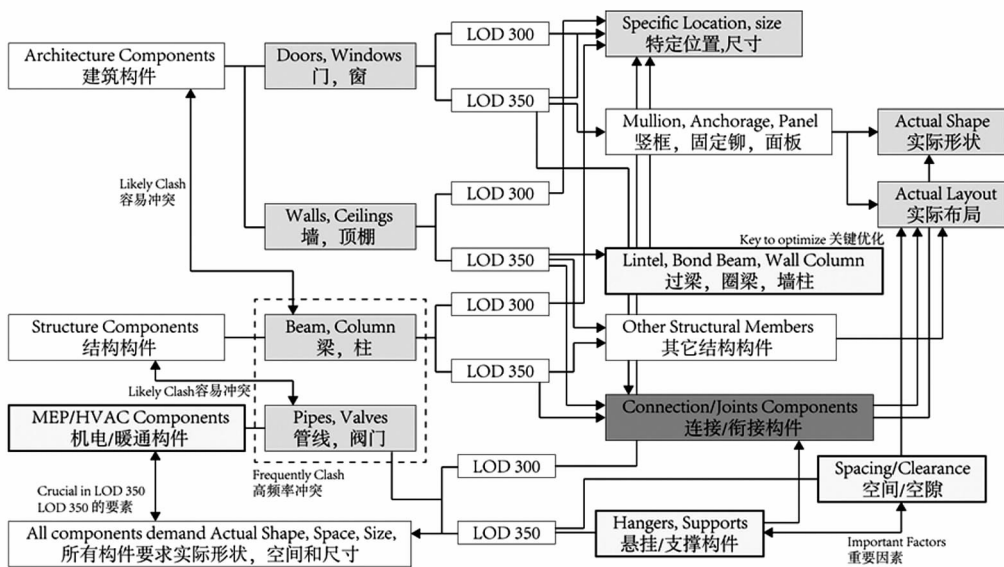 Architecture Components
建筑构件
Doors, Windows
门，窗
LOD 300
LOD 350
Specific Location, size
特定位置,尺寸
Mullion, Anchorage, Panel
竖框，固定铆，面板
Actual Shape
实际形状
Actual Layout
实际布局
Likely Clash
容易冲突
Walls, Ceilings
墙，顶棚
LOD 300
LOD 350
Key to optimize 关键优化
Lintel, Bond Beam, Wall Column
过梁，圈梁，墙柱
Structure Components
结构构件
Beam, Column
梁，柱
LOD 300
LOD 350
Other Structural Members
其它结构构件
Likely Clash容易冲突
MEP/HVAC Components
机电/暖通构件
Pipes, Valves
管线，阀门
Connection/Joints Components
连接/衔接构件
Frequently Clash
高频率冲突
LOD 300
LOD 350
Spacing/Clearance
空间/空隙
Crucial in LOD 350
LOD 350 的要素
All components demand Actual Shape, Space, Size,
所有构件要求实际形状，空间和尺寸
Hangers, Supports
悬挂/支撑构件
Important Factors
重要因素